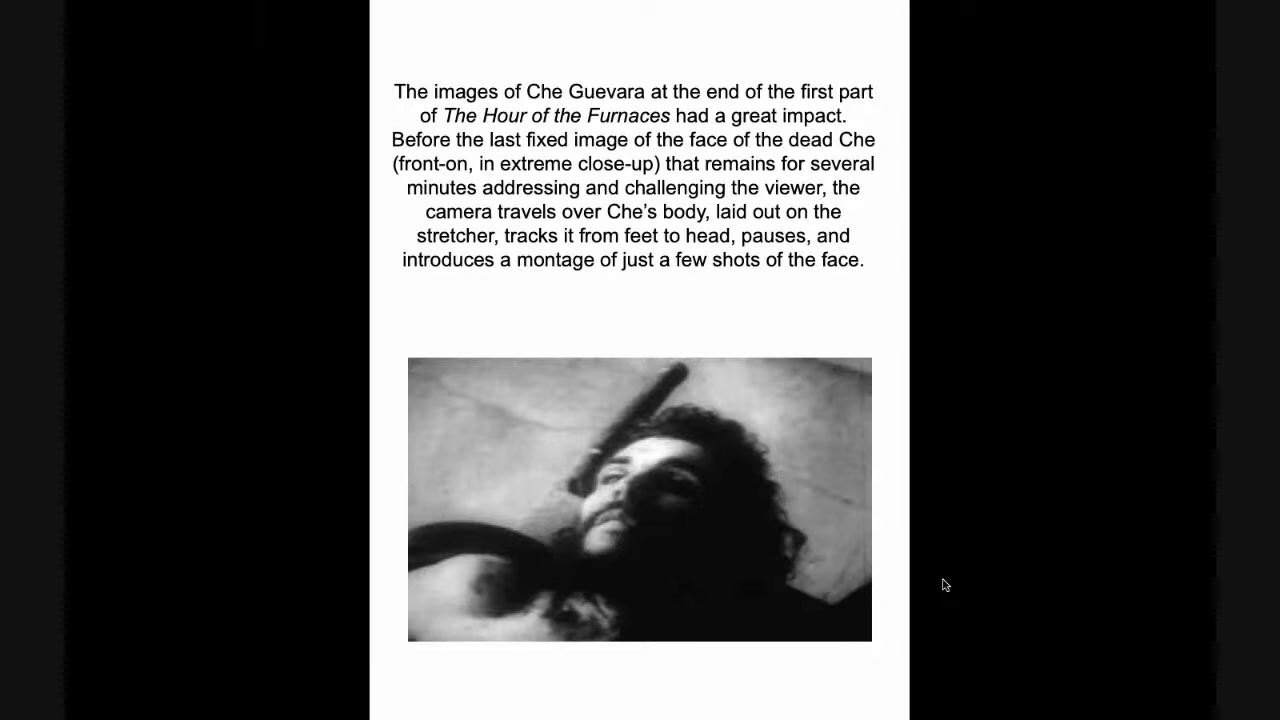 The images of Che Guevara at the end of the first part
of The Hour of the Furnaces had a great impact.
Before the last fixed image of the face of the dead Che
(front-on, in extreme close-up) that remains for several
minutes addressing and challenging the viewer, the
camera travels over Che’s body, laid out on the
stretcher, tracks it from feet to head, pauses, and
introduces a montage of just a few shots of the face.